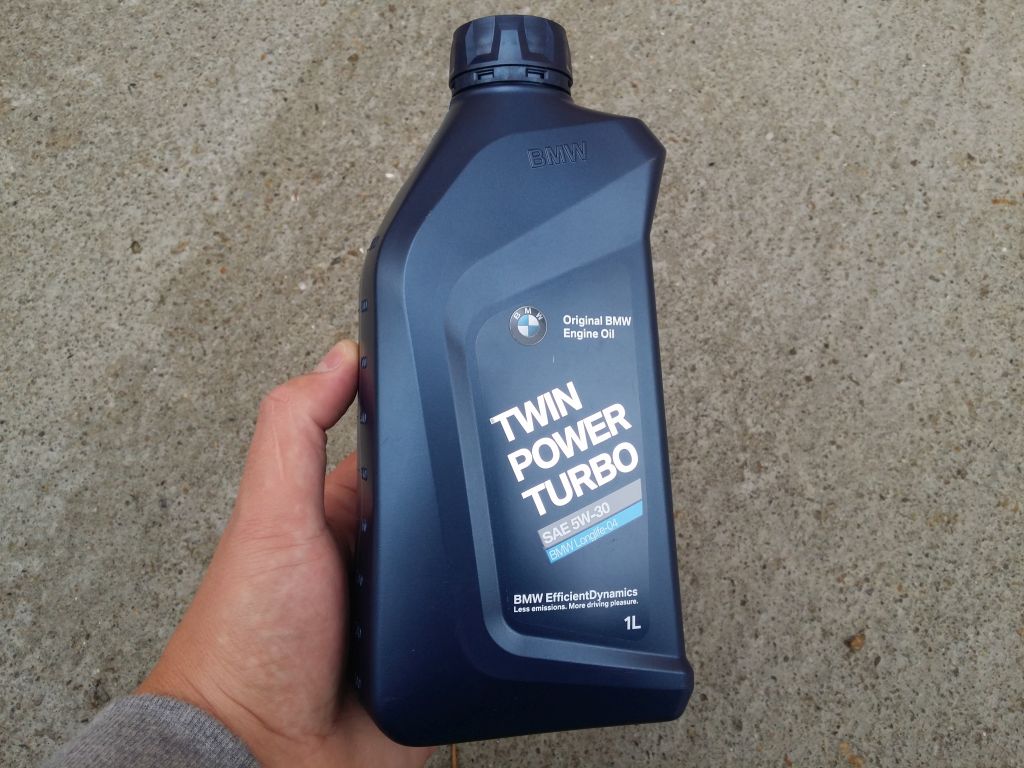 BMW
BMW
Original BMW
Engine Oil
TWIN
POWER
TURBO
SAE 5W-30
BMW Longlife-04
BMW EfficientDynamics
Less emissions. More driving pleasure.
1L